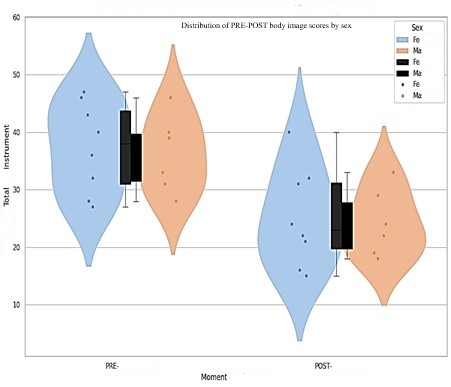 Distribution of PRE-POST body image scores by sex
Sex
Fe
Ma
Fe
Ma
Fe
Ma
60
50
40
30
20
10
Total Instrument
PRE-
POST-
Moment